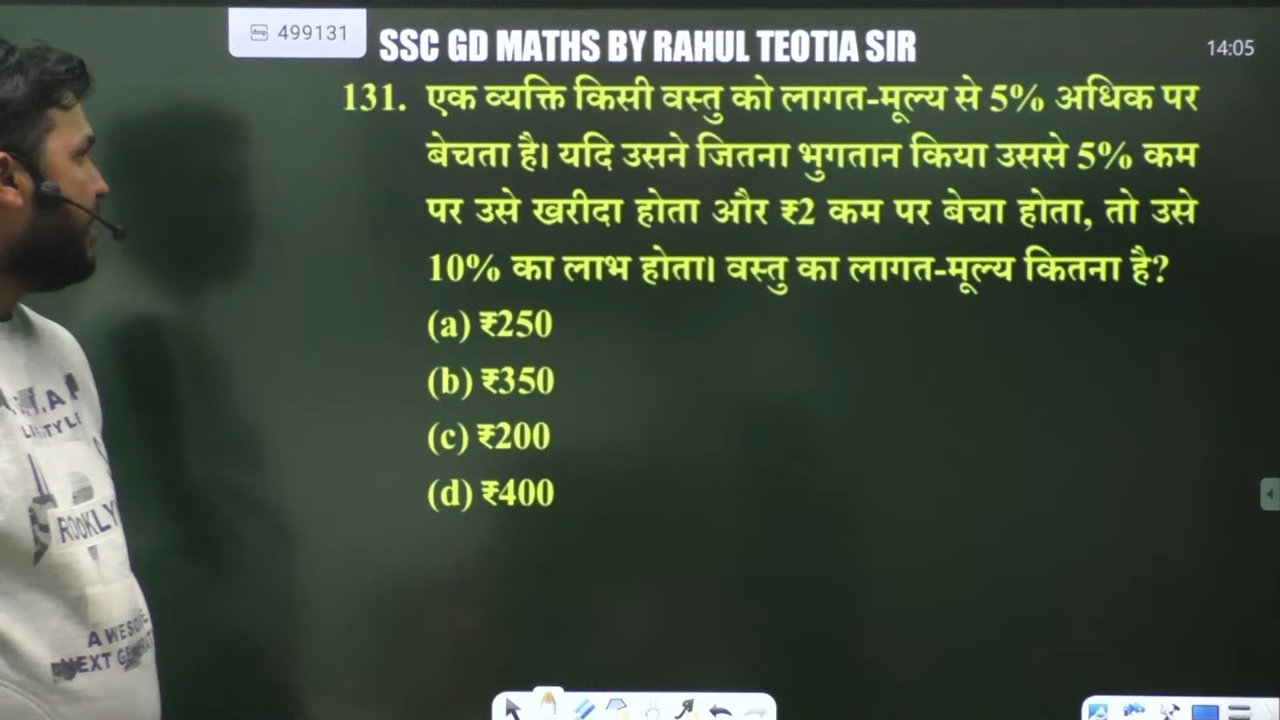 499131
SSC GD MATHS BY RAHUL TEOTIA SIR
14:05
131. एक व्यक्ति किसी वस्तु को लागत-मूल्य से 5% अधिक पर
बेचता है। यदि उसने जितना भुगतान किया उससे 5% कम
पर उसे खरीदा होता और ₹2 कम पर बेचा होता, तो उसे
10% का लाभ होता। वस्तु का लागत-मूल्य कितना है?
(a) ₹250
(b) ₹350
(c) ₹200
(d) ₹400